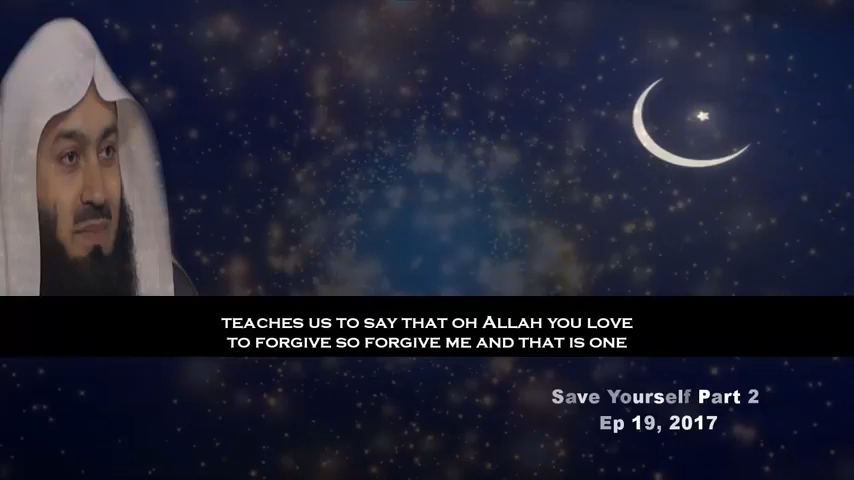 TEACHES US TO SAY THAT OH ALLAH YOU LOVE
TO FORGIVE SO FORGIVE ME AND THAT IS ONE
Save Yourself Part 2
Ep 19, 2017